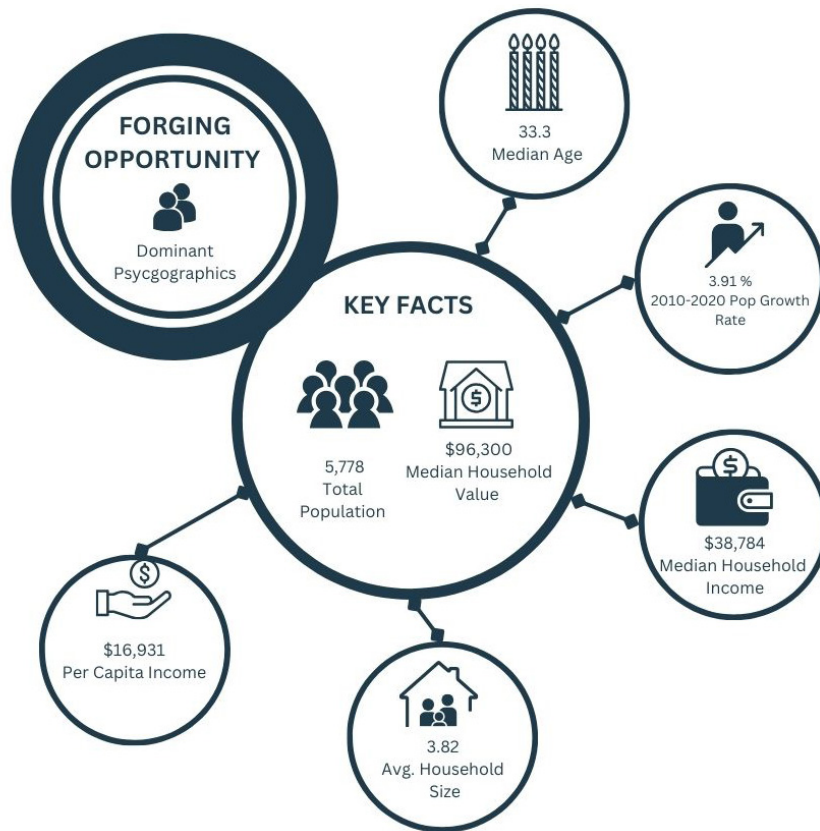 FORGING
OPPORTUNITY
Dominant
Psycgographics
33.3
Median Age
3.91 %
2010-2020 Pop Growth
Rate
KEY FACTS
5,778
Total
Population
$
$96,300
Median Household
Value
$
$38,784
Median Household
Income
$
$16,931
Per Capita Income
3.82
Avg. Household
Size